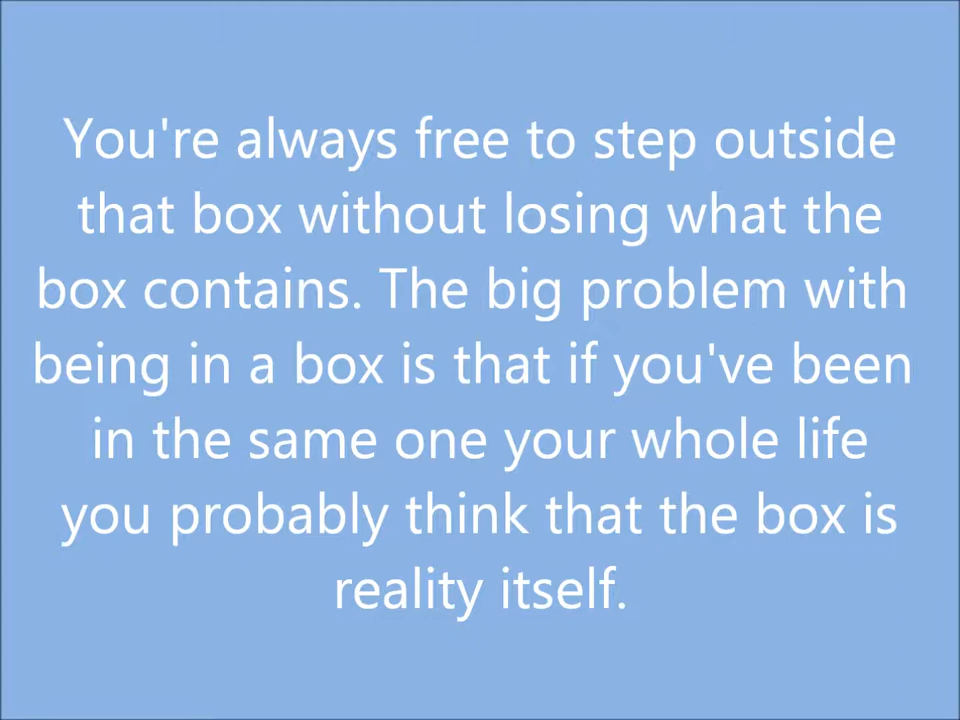 You're always free to step outside
that box without losing what the
box contains. The big problem with
being in a box is that if you've been
in the same one your whole life
you probably think that the box is
reality itself.